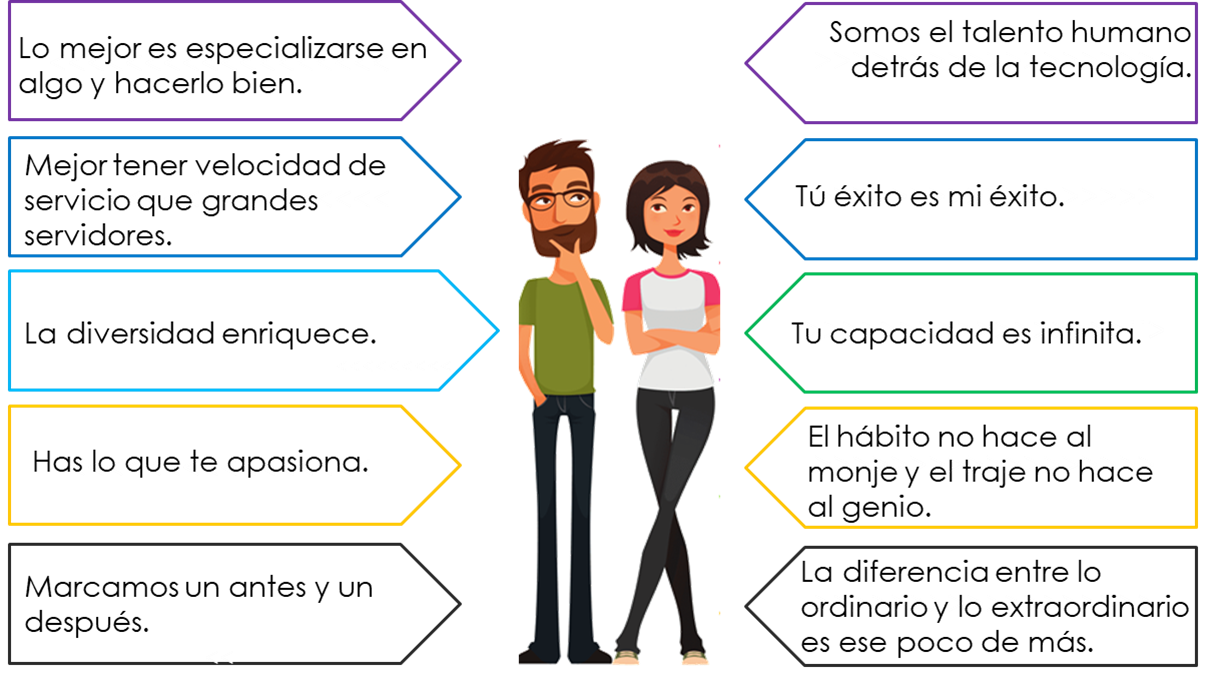 Lo mejor es especializarse en
algo y hacerlo bien.
Mejor tener velocidad de
servicio que grandes
servidores.
La diversidad enriquece.
Has lo que te apasiona.
Marcamos un antes y un
después.
Somos el talento humano
detrás de la tecnología.
Tú éxito es mi éxito.
Tu capacidad es infinita.
El hábito no hace al
monje y el traje no hace
al genio.
La diferencia entre lo
ordinario y lo extraordinario
es ese poco de más.